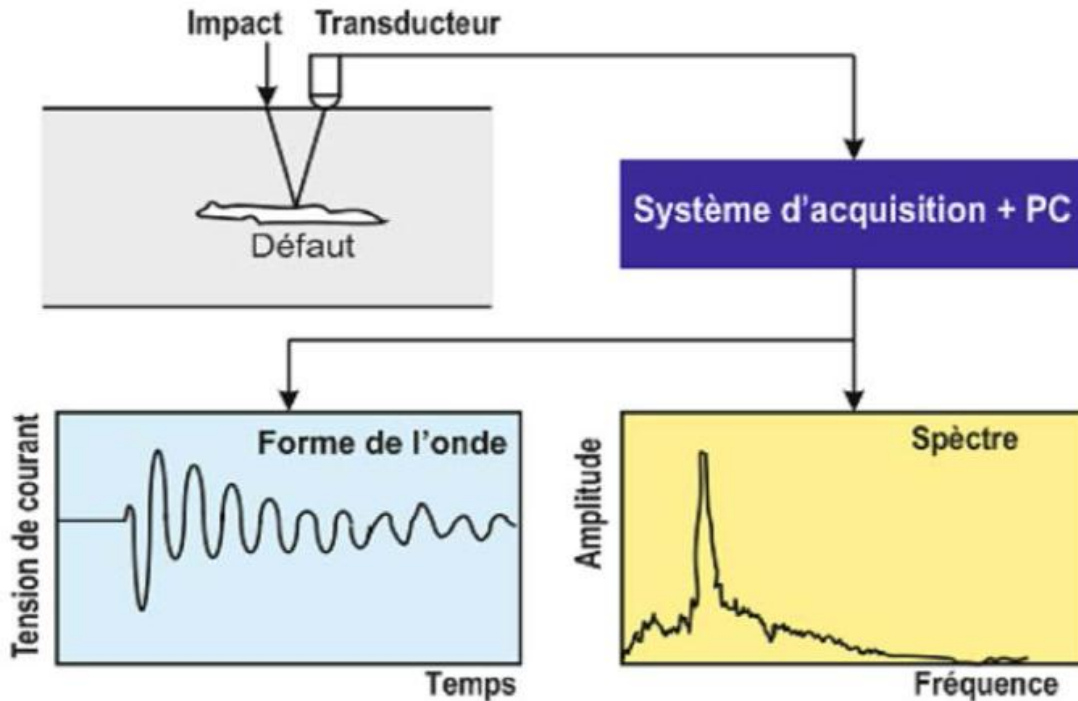 Impact
Transducteur
Défaut
Système d'acquisition + PC
Tension de courant
Forme de l'onde
Temps
Amplitude
Spèctre
Fréquence